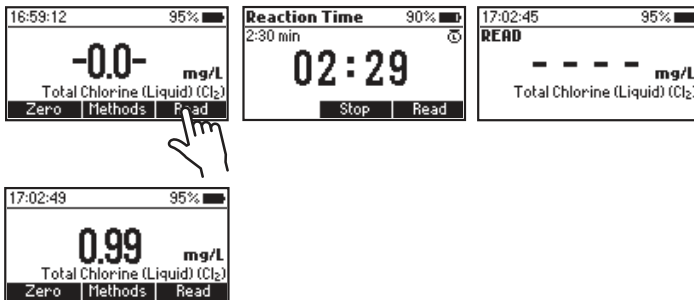 16:59:12 95%
-0.0- mg/L
Total Chlorine (Liquid) (Cl₂)
Zero Methods Read
Reaction Time 90%
2:30 min
02:29
Stop Read
17:02:45 95%
READ
- - - - mg/L
Total Chlorine (Liquid) (Cl₂)
17:02:49 95%
0.99 mg/L
Total Chlorine (Liquid) (Cl₂)
Zero Methods Read